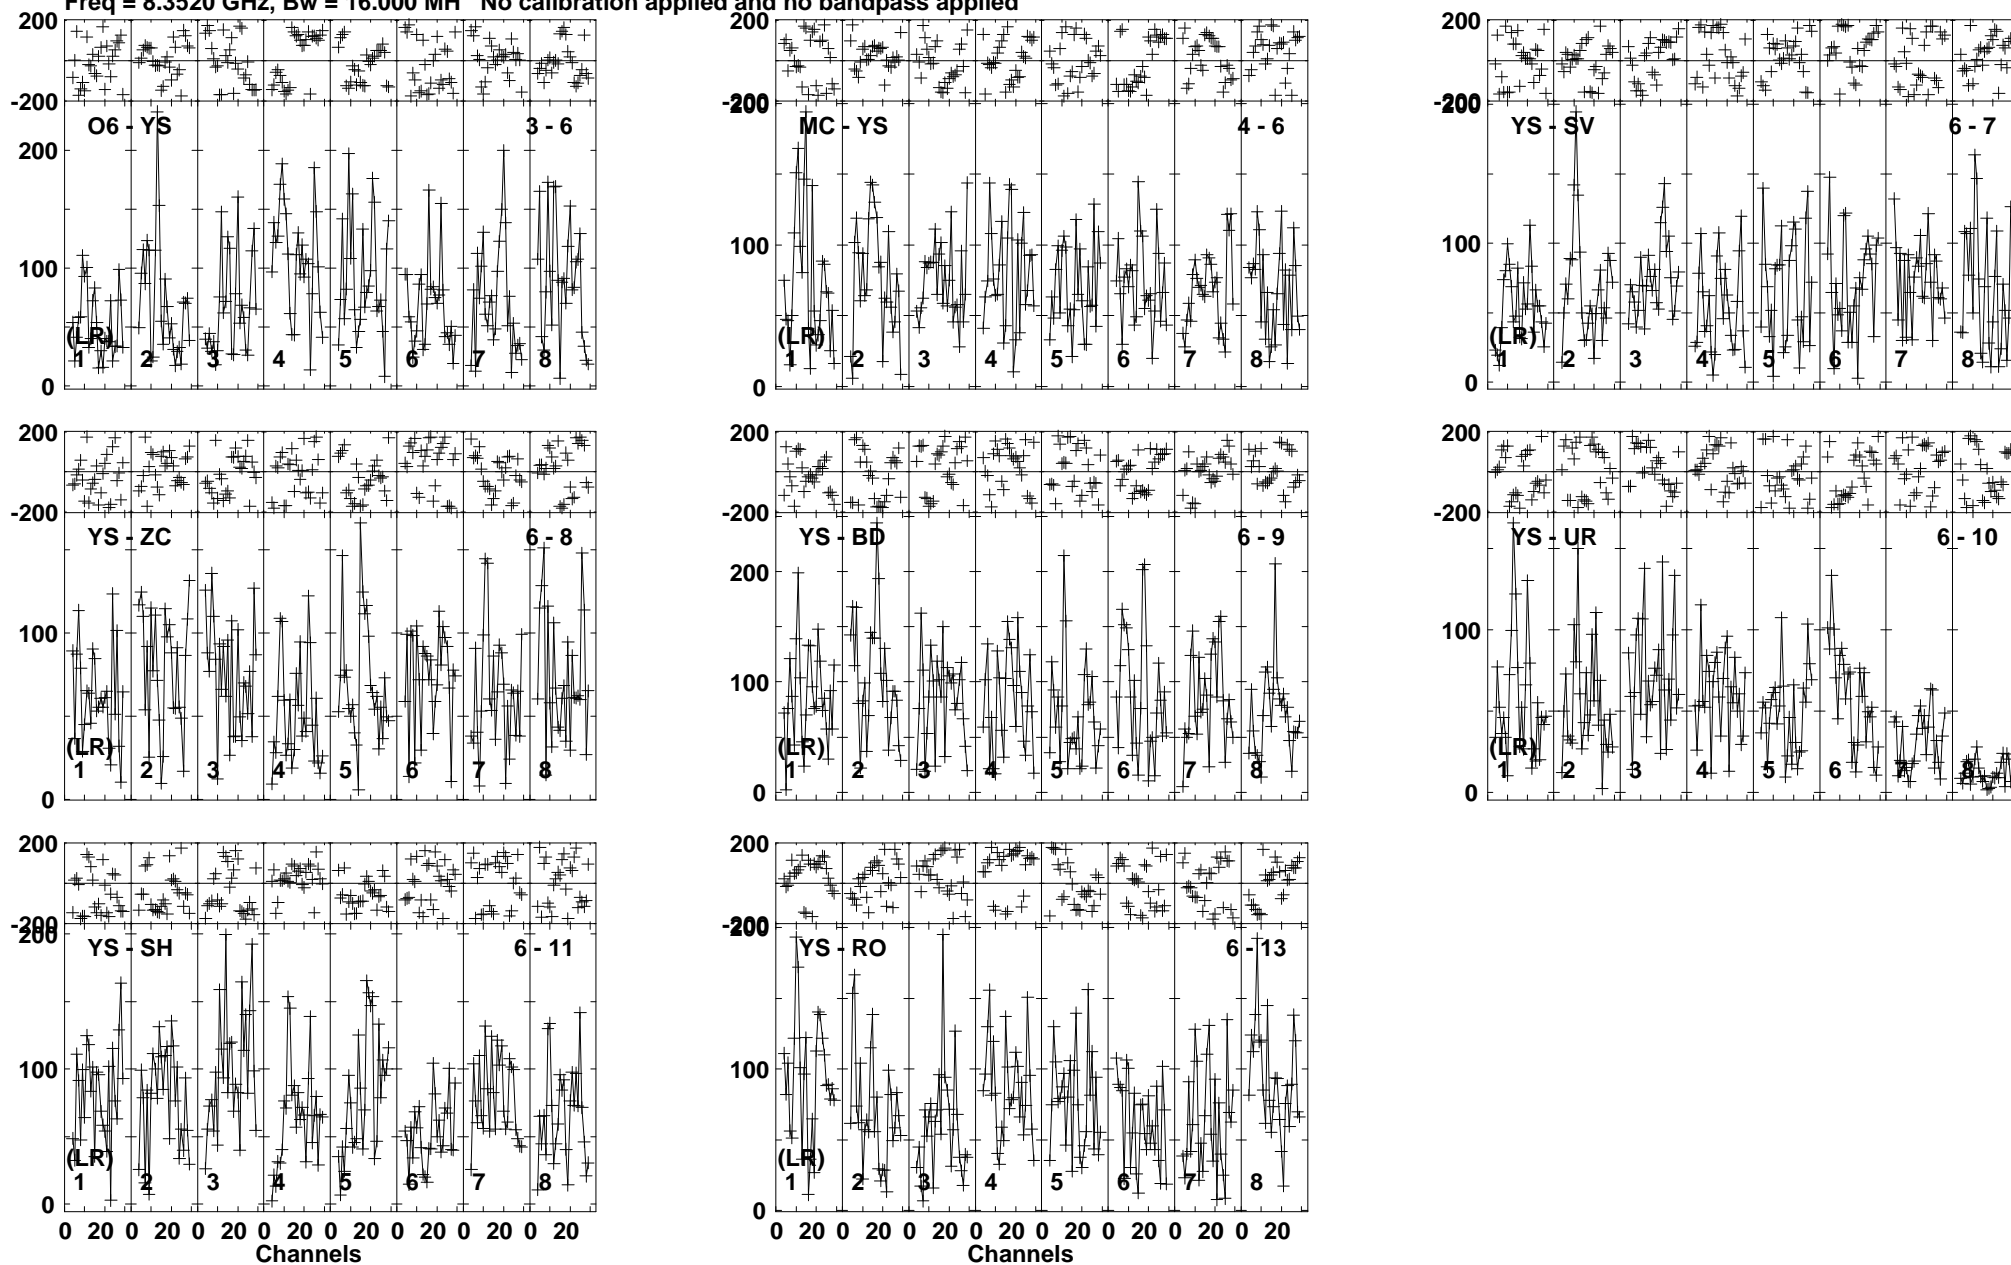 Freq = 8.3520 GHz, Bw = 16.000 MH No calibration applied and no bandpass applied
200 200 200
-200 -200 -200
O6 - YS 3 - 6 MC - YS 4 - 6 YS - SV 6 - 7
200 200 200
100 100 100
(LR) (LR) (LR)
1 2 3 4 5 6 7 8 1 2 3 4 5 6 7 8 1 2 3 4 5 6 7 8
0 0 0
200 200 200
-200 -200 -200
YS - ZC 6 - 8 YS - BD 6 - 9 YS - UR 6 - 10
200
100 100 100
(LR) (LR) (LR)
1 2 3 4 5 6 7 8 1 2 3 4 5 6 7 8 1 2 3 4 5 6 7 8
0 0 0
200 200
-200 -200
200 200
YS - SH 6 - 11 YS - RO 6 - 13
100 100
(LR) (LR)
1 2 3 4 5 6 7 8 1 2 3 4 5 6 7 8
0 0
0 20 0 20 0 20 0 20 0 20 0 20 0 20 0 20 0 20 0 20 0 20 0 20 0 20 0 20 0 20 0 20
Channels Channels